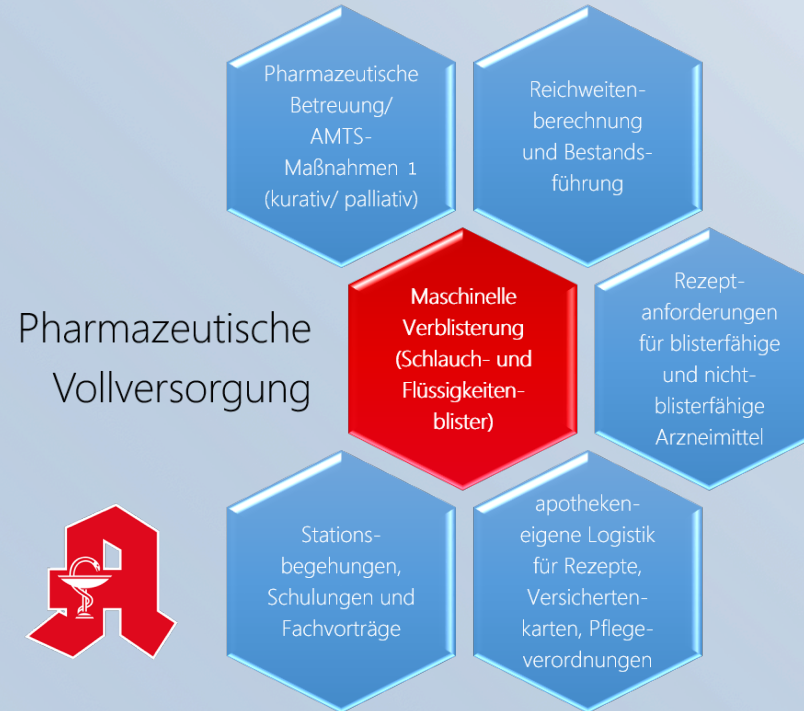 Pharmazeutische
Betreuung/
AMTS-
Maßnahmen 1
(kurativ/ palliativ)
Reichweiten-
berechnung
und Bestands-
führung
Pharmazeutische
Vollversorgung
Maschinelle
Verblisterung
(Schlauch- und
Flüssigkeiten-
blister)
Rezept-
anforderungen
für blisterfähige
und nicht-
blisterfähige
Arzneimittel
Stations-
begehungen,
Schulungen und
Fachvorträge
apotheken-
eigene Logistik
für Rezepte,
Versicherten-
karten, Pflege-
verordnungen